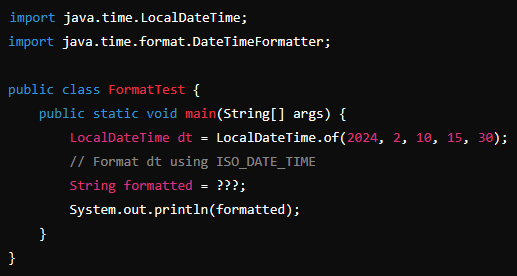 import java.time.LocalDateTime;
import java.time.format.DateTimeFormatter;

public class FormatTest {
    public static void main(String[] args) {
        LocalDateTime dt = LocalDateTime.of(2024, 2, 10, 15, 30);
        // Format dt using ISO_DATE_TIME
        String formatted = ???;
        System.out.println(formatted);
    }
}